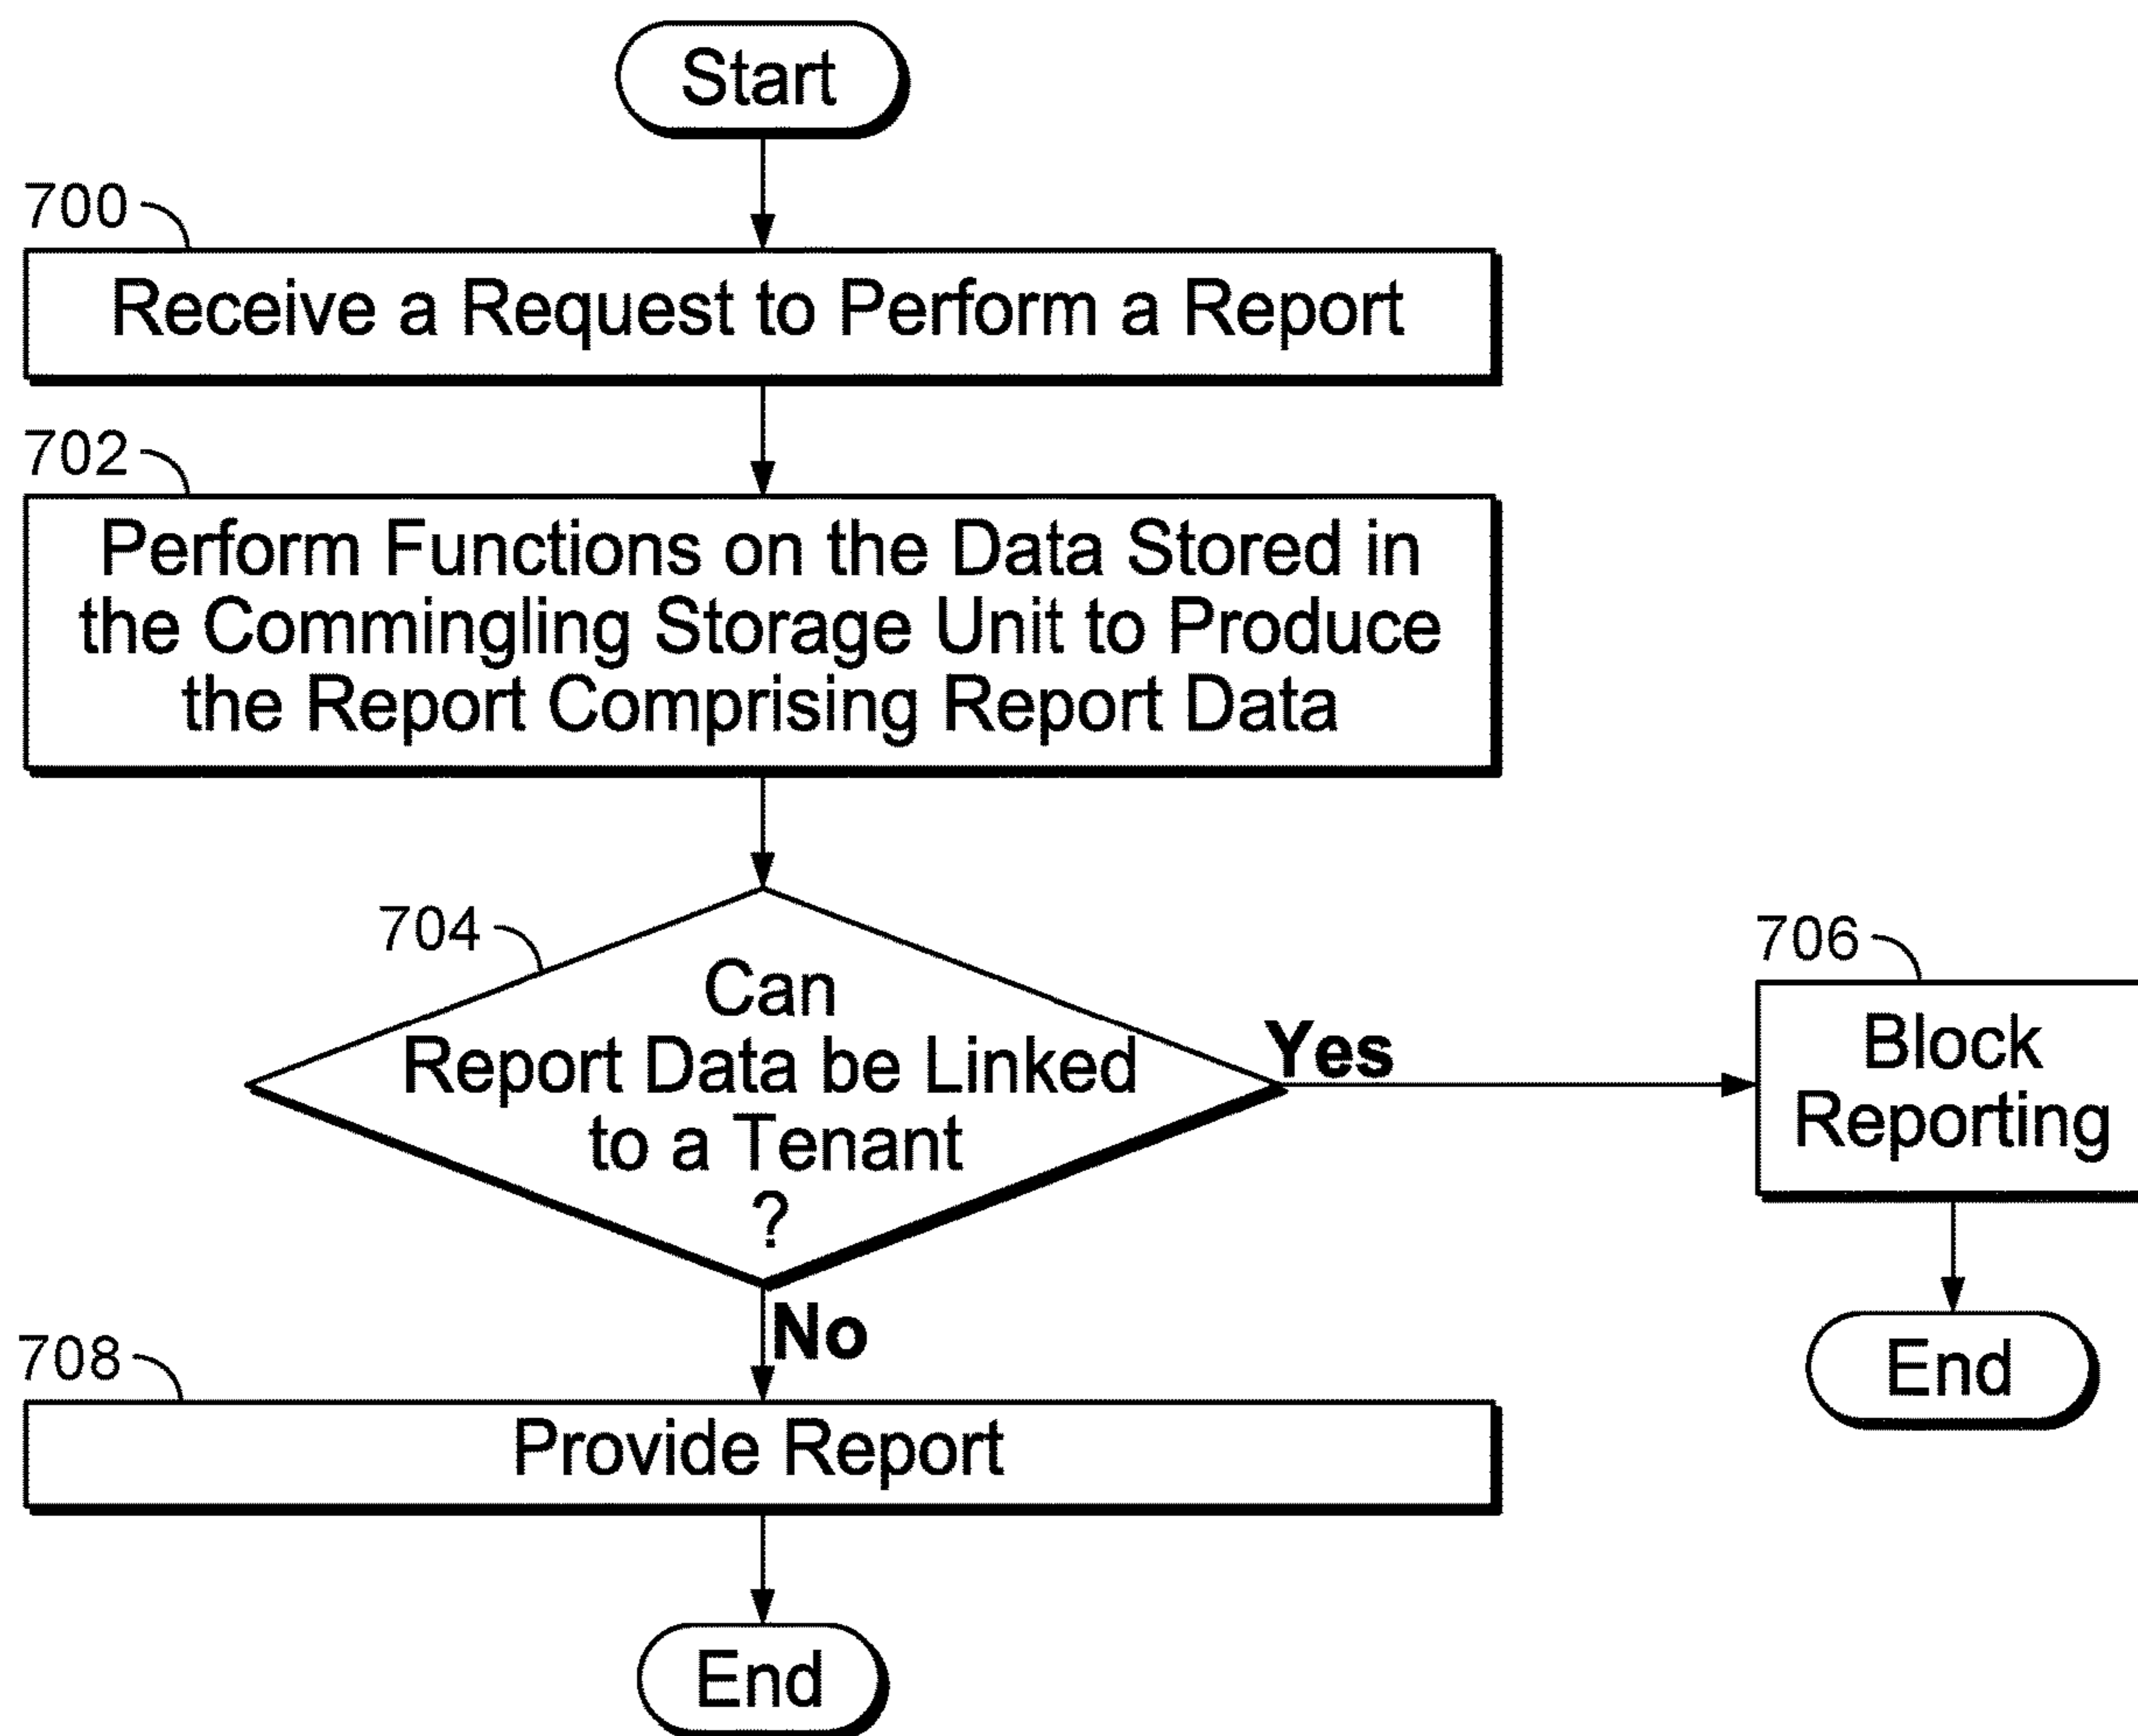 Start
700
Receive a Request to Perform a Report
702
Perform Functions on the Data Stored in
the Commingling Storage Unit to Produce
the Report Comprising Report Data
704
Can
Report Data be Linked
to a Tenant
?
Yes
706
Block
Reporting
End
No
708
Provide Report
End